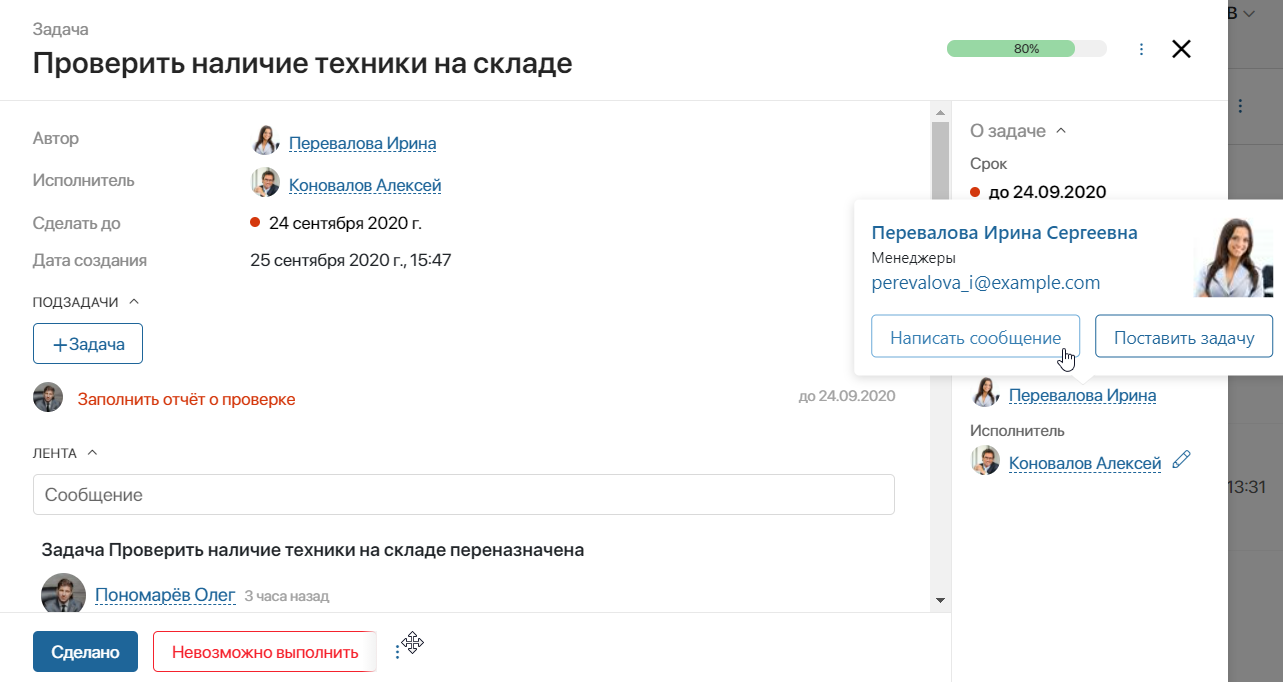 Задача
Проверить наличие техники на складе
80%
В
Автор
Перевалова Ирина
Исполнитель
Коновалов Алексей
Сделать до
24 сентября 2020 г.
Дата создания
25 сентября 2020 г., 15:47
ПОДЗАДАЧИ
+Задача
Заполнить отчёт о проверке
до 24.09.2020
ЛЕНТА
Сообщение
Задача Проверить наличие техники на складе переназначена
Пономарёв Олег 3 часа назад
Сделано
Невозможно выполнить
О задаче
Срок
до 24.09.2020
Перевалова Ирина Сергеевна
Менеджеры
perevalova_i@example.com
Написать сообщение
Поставить задачу
Перевалова Ирина
Исполнитель
Коновалов Алексей
13:31